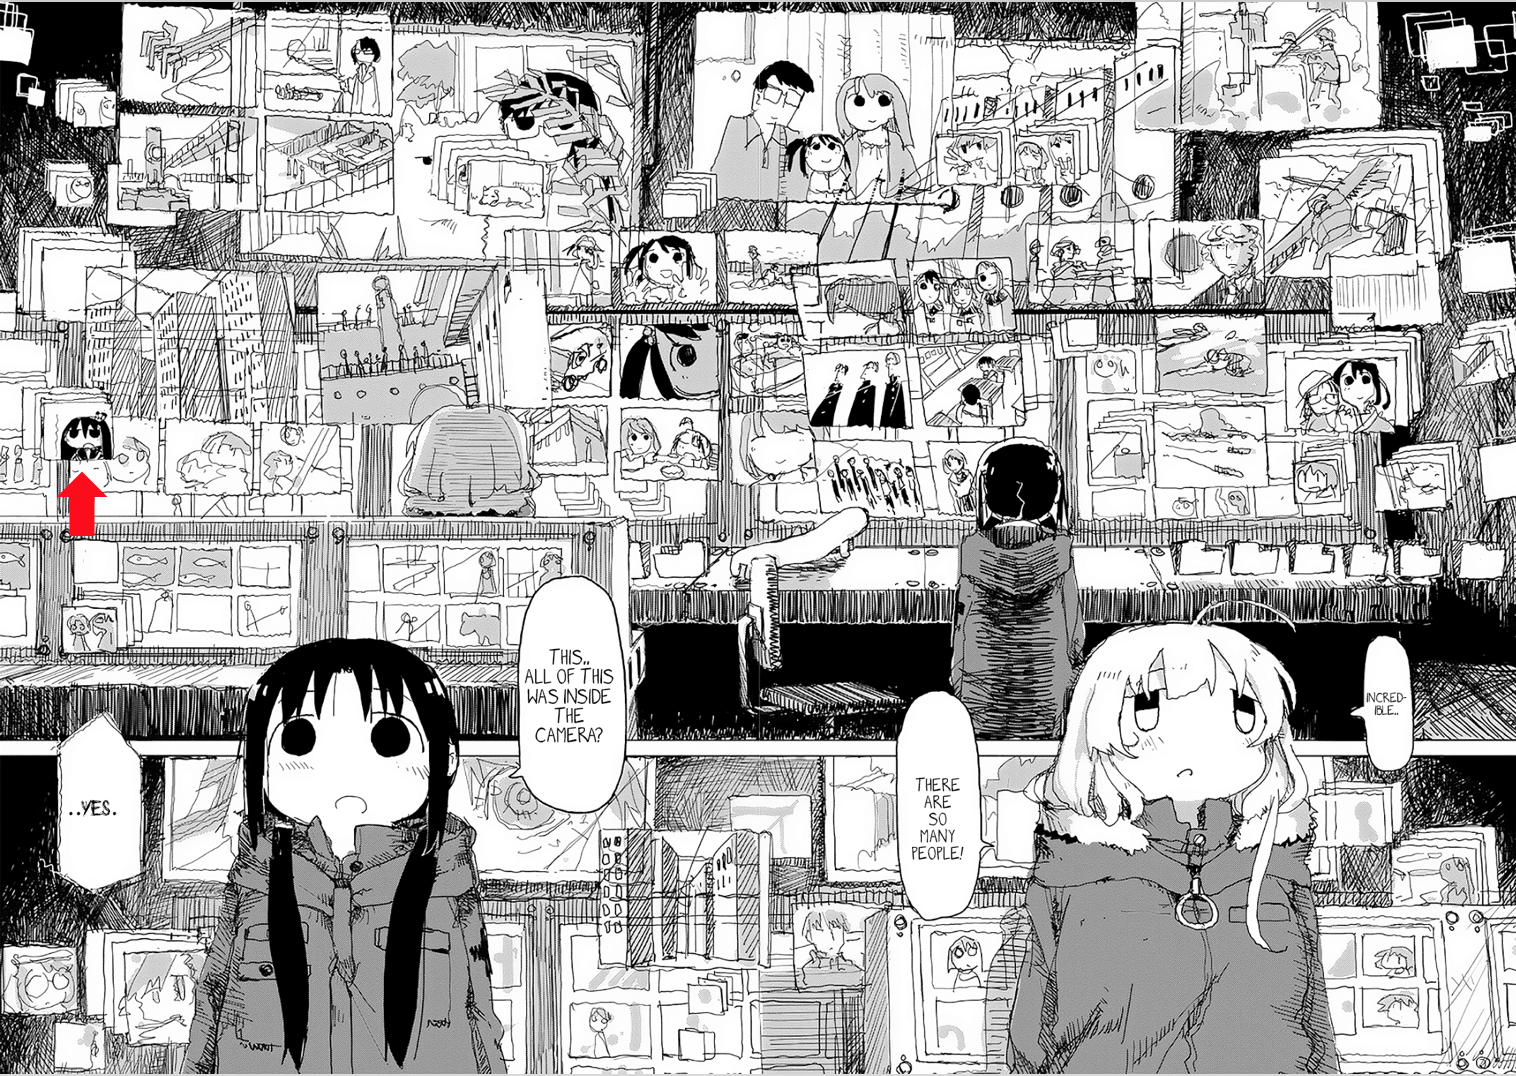 INCRED-
IBLE..
THERE
ARE
SO
MANY
PEOPLE!
THIS..
ALL OF THIS
WAS INSIDE
THE
CAMERA?
..YES.